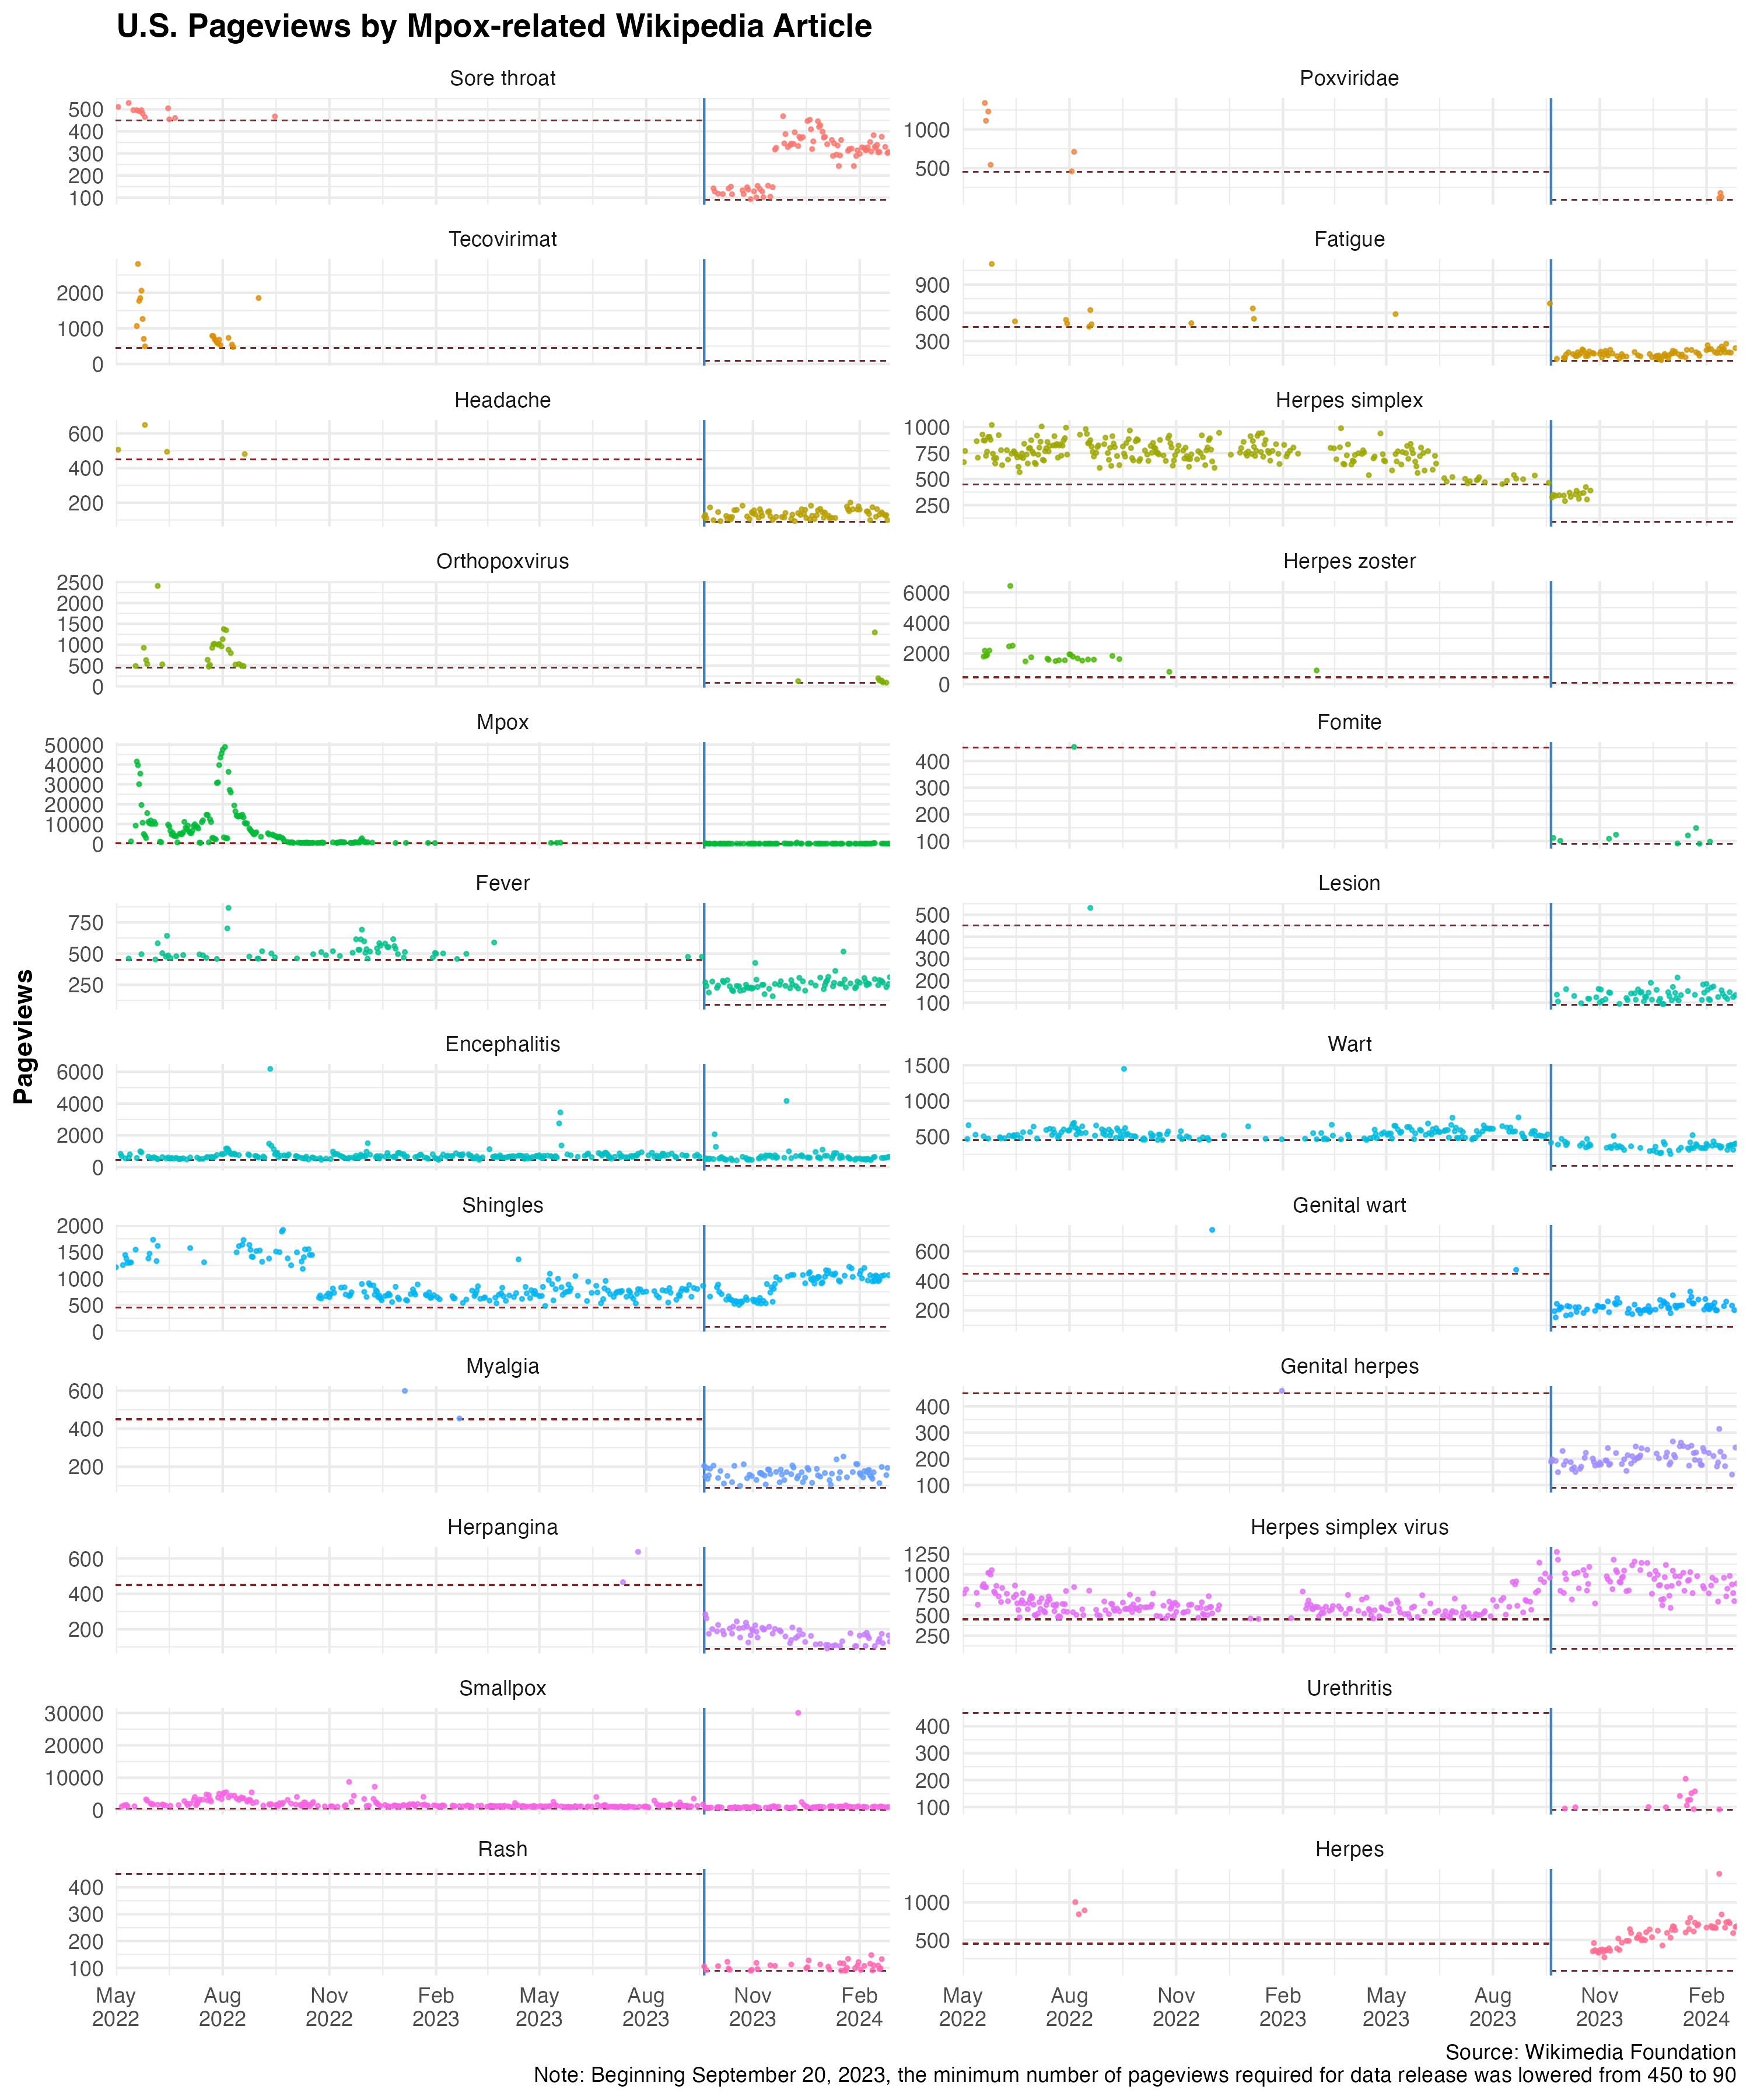 U.S. Pageviews by Mpox-related Wikipedia Article
Sore throat
500
400
300
200
100
Poxviridae
1000
500
Tecovirimat
2000
1000
0
Fatigue
900
600
300
Headache
600
400
200
Herpes simplex
1000
750
500
250
Orthopoxvirus
2500
2000
1500
1000
500
0
Herpes zoster
6000
4000
2000
0
Mpox
50000
40000
30000
20000
10000
0
Fomite
400
300
200
100
Fever
750
500
250
Lesion
500
400
300
200
100
Pageviews
Encephalitis
6000
4000
2000
0
Wart
1500
1000
500
Shingles
2000
1500
1000
500
0
Genital wart
600
400
200
Myalgia
600
400
200
Genital herpes
400
300
200
100
Herpangina
600
400
200
Herpes simplex virus
1250
1000
750
500
250
Smallpox
30000
20000
10000
0
Urethritis
400
300
200
100
Rash
400
300
200
100
Herpes
1000
500
May Aug Nov Feb May Aug Nov Feb
2022 2022 2022 2023 2023 2023 2023 2024
May Aug Nov Feb May Aug Nov Feb
2022 2022 2022 2023 2023 2023 2023 2024
Source: Wikimedia Foundation
Note: Beginning September 20, 2023, the minimum number of pageviews required for data release was lowered from 450 to 90